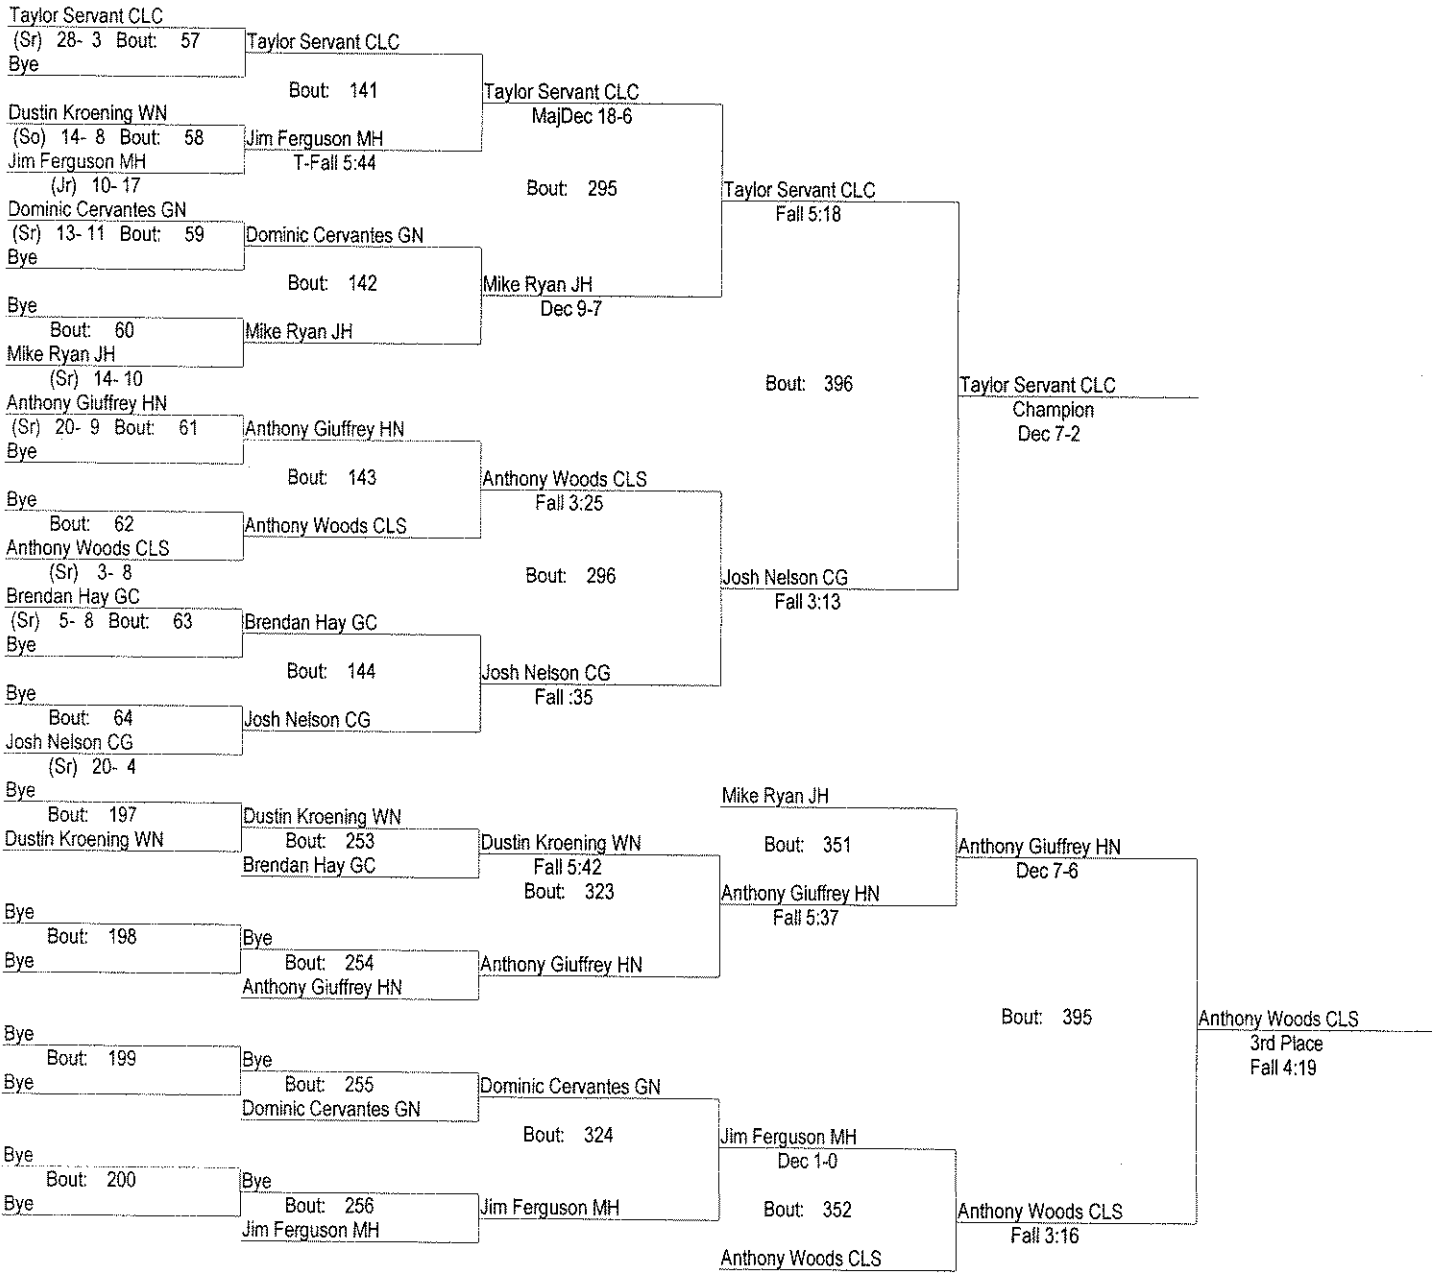 Taylor Servant CLC
(Sr) 28- 3 Bout: 57
Bye
Taylor Servant CLC
Bout: 141
Dustin Kroening WN
(So) 14- 8 Bout: 58
Jim Ferguson MH
(Jr) 10- 17
Jim Ferguson MH
T-Fall 5:44
Taylor Servant CLC
MajDec 18-6
Bout: 295
Dominic Cervantes GN
(Sr) 13- 11 Bout: 59
Bye
Dominic Cervantes GN
Bout: 142
Bye
Bout: 60
Mike Ryan JH
(Sr) 14- 10
Mike Ryan JH
Mike Ryan JH
Dec 9-7
Taylor Servant CLC
Fall 5:18
Bout: 396
Anthony Giuffrey HN
(Sr) 20- 9 Bout: 61
Bye
Anthony Giuffrey HN
Bout: 143
Bye
Bout: 62
Anthony Woods CLS
(Sr) 3- 8
Anthony Woods CLS
Anthony Woods CLS
Fall 3:25
Bout: 296
Brendan Hay GC
(Sr) 5- 8 Bout: 63
Bye
Brendan Hay GC
Bout: 144
Bye
Bout: 64
Josh Nelson CG
(Sr) 20- 4
Josh Nelson CG
Josh Nelson CG
Fall :35
Josh Nelson CG
Fall 3:13
Taylor Servant CLC
Champion
Dec 7-2
Bye
Bout: 197
Dustin Kroening WN
Dustin Kroening WN
Bout: 253
Brendan Hay GC
Dustin Kroening WN
Fall 5:42
Bout: 323
Bye
Bout: 198
Bye
Bye
Bout: 254
Anthony Giuffrey HN
Anthony Giuffrey HN
Mike Ryan JH
Bout: 351
Anthony Giuffrey HN
Fall 5:37
Anthony Giuffrey HN
Dec 7-6
Bout: 395
Bye
Bout: 199
Bye
Bye
Bout: 255
Dominic Cervantes GN
Dominic Cervantes GN
Bout: 324
Bye
Bout: 200
Bye
Bye
Bout: 256
Jim Ferguson MH
Jim Ferguson MH
Jim Ferguson MH
Dec 1-0
Bout: 352
Anthony Woods CLS
Anthony Woods CLS
Fall 3:16
Anthony Woods CLS
3rd Place
Fall 4:19